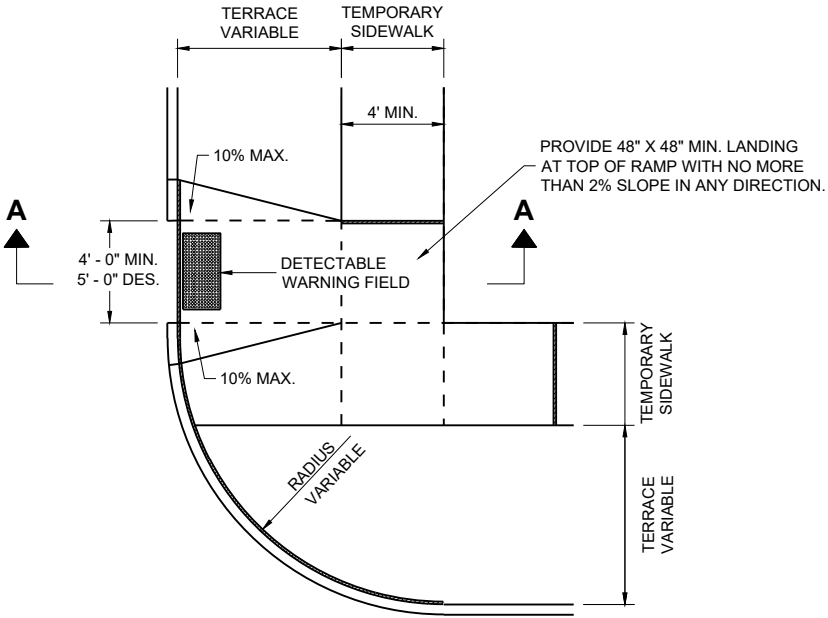 TERRACE
VARIABLE
TEMPORARY
SIDEWALK
4' MIN.
10% MAX.
PROVIDE 48" X 48" MIN. LANDING
AT TOP OF RAMP WITH NO MORE
THAN 2% SLOPE IN ANY DIRECTION.
A
A
4' - 0" MIN.
5' - 0" DES.
DETECTABLE
WARNING FIELD
10% MAX.
TEMPORARY
SIDEWALK
RADIUS
VARIABLE
TERRACE
VARIABLE